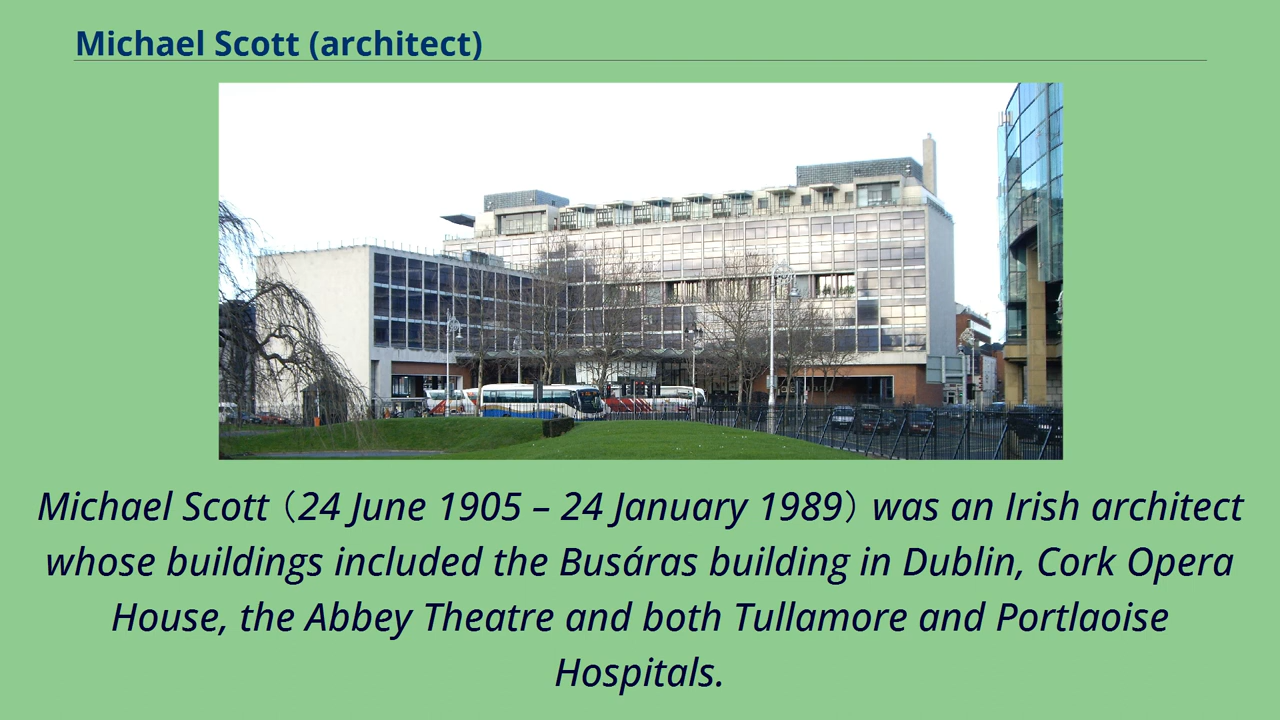 Michael Scott (architect)
Michael Scott（24 June 1905 – 24 January 1989）was an Irish architect
whose buildings included the Busáras building in Dublin, Cork Opera
House, the Abbey Theatre and both Tullamore and Portlaoise
Hospitals.